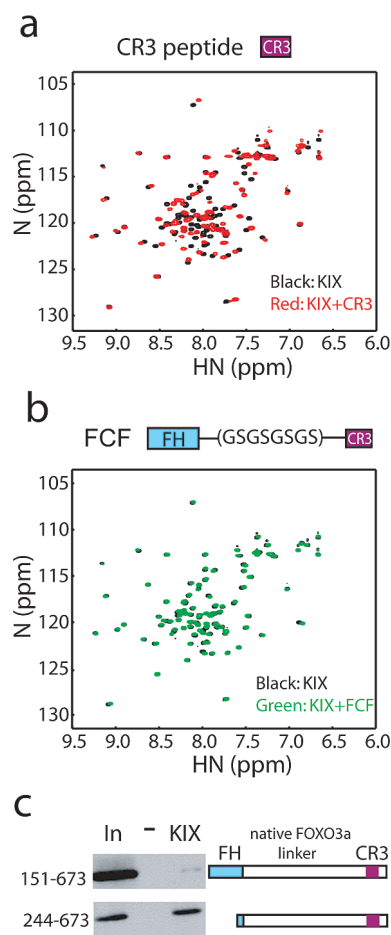 a
CR3 peptide CR3
105
110
115
120
125
130
N (ppm)
Black: KIX
Red: KIX+CR3
9.5 9.0 8.5 8.0 7.5 7.0 6.5 6.0
HN (ppm)
b
FCF FH (GSGSGSGS) CR3
105
110
115
120
125
130
N (ppm)
Black: KIX
Green: KIX+FCF
9.5 9.0 8.5 8.0 7.5 7.0 6.5 6.0
HN (ppm)
c
In - KIX
native FOXO3a
FH linker CR3
151-673
244-673